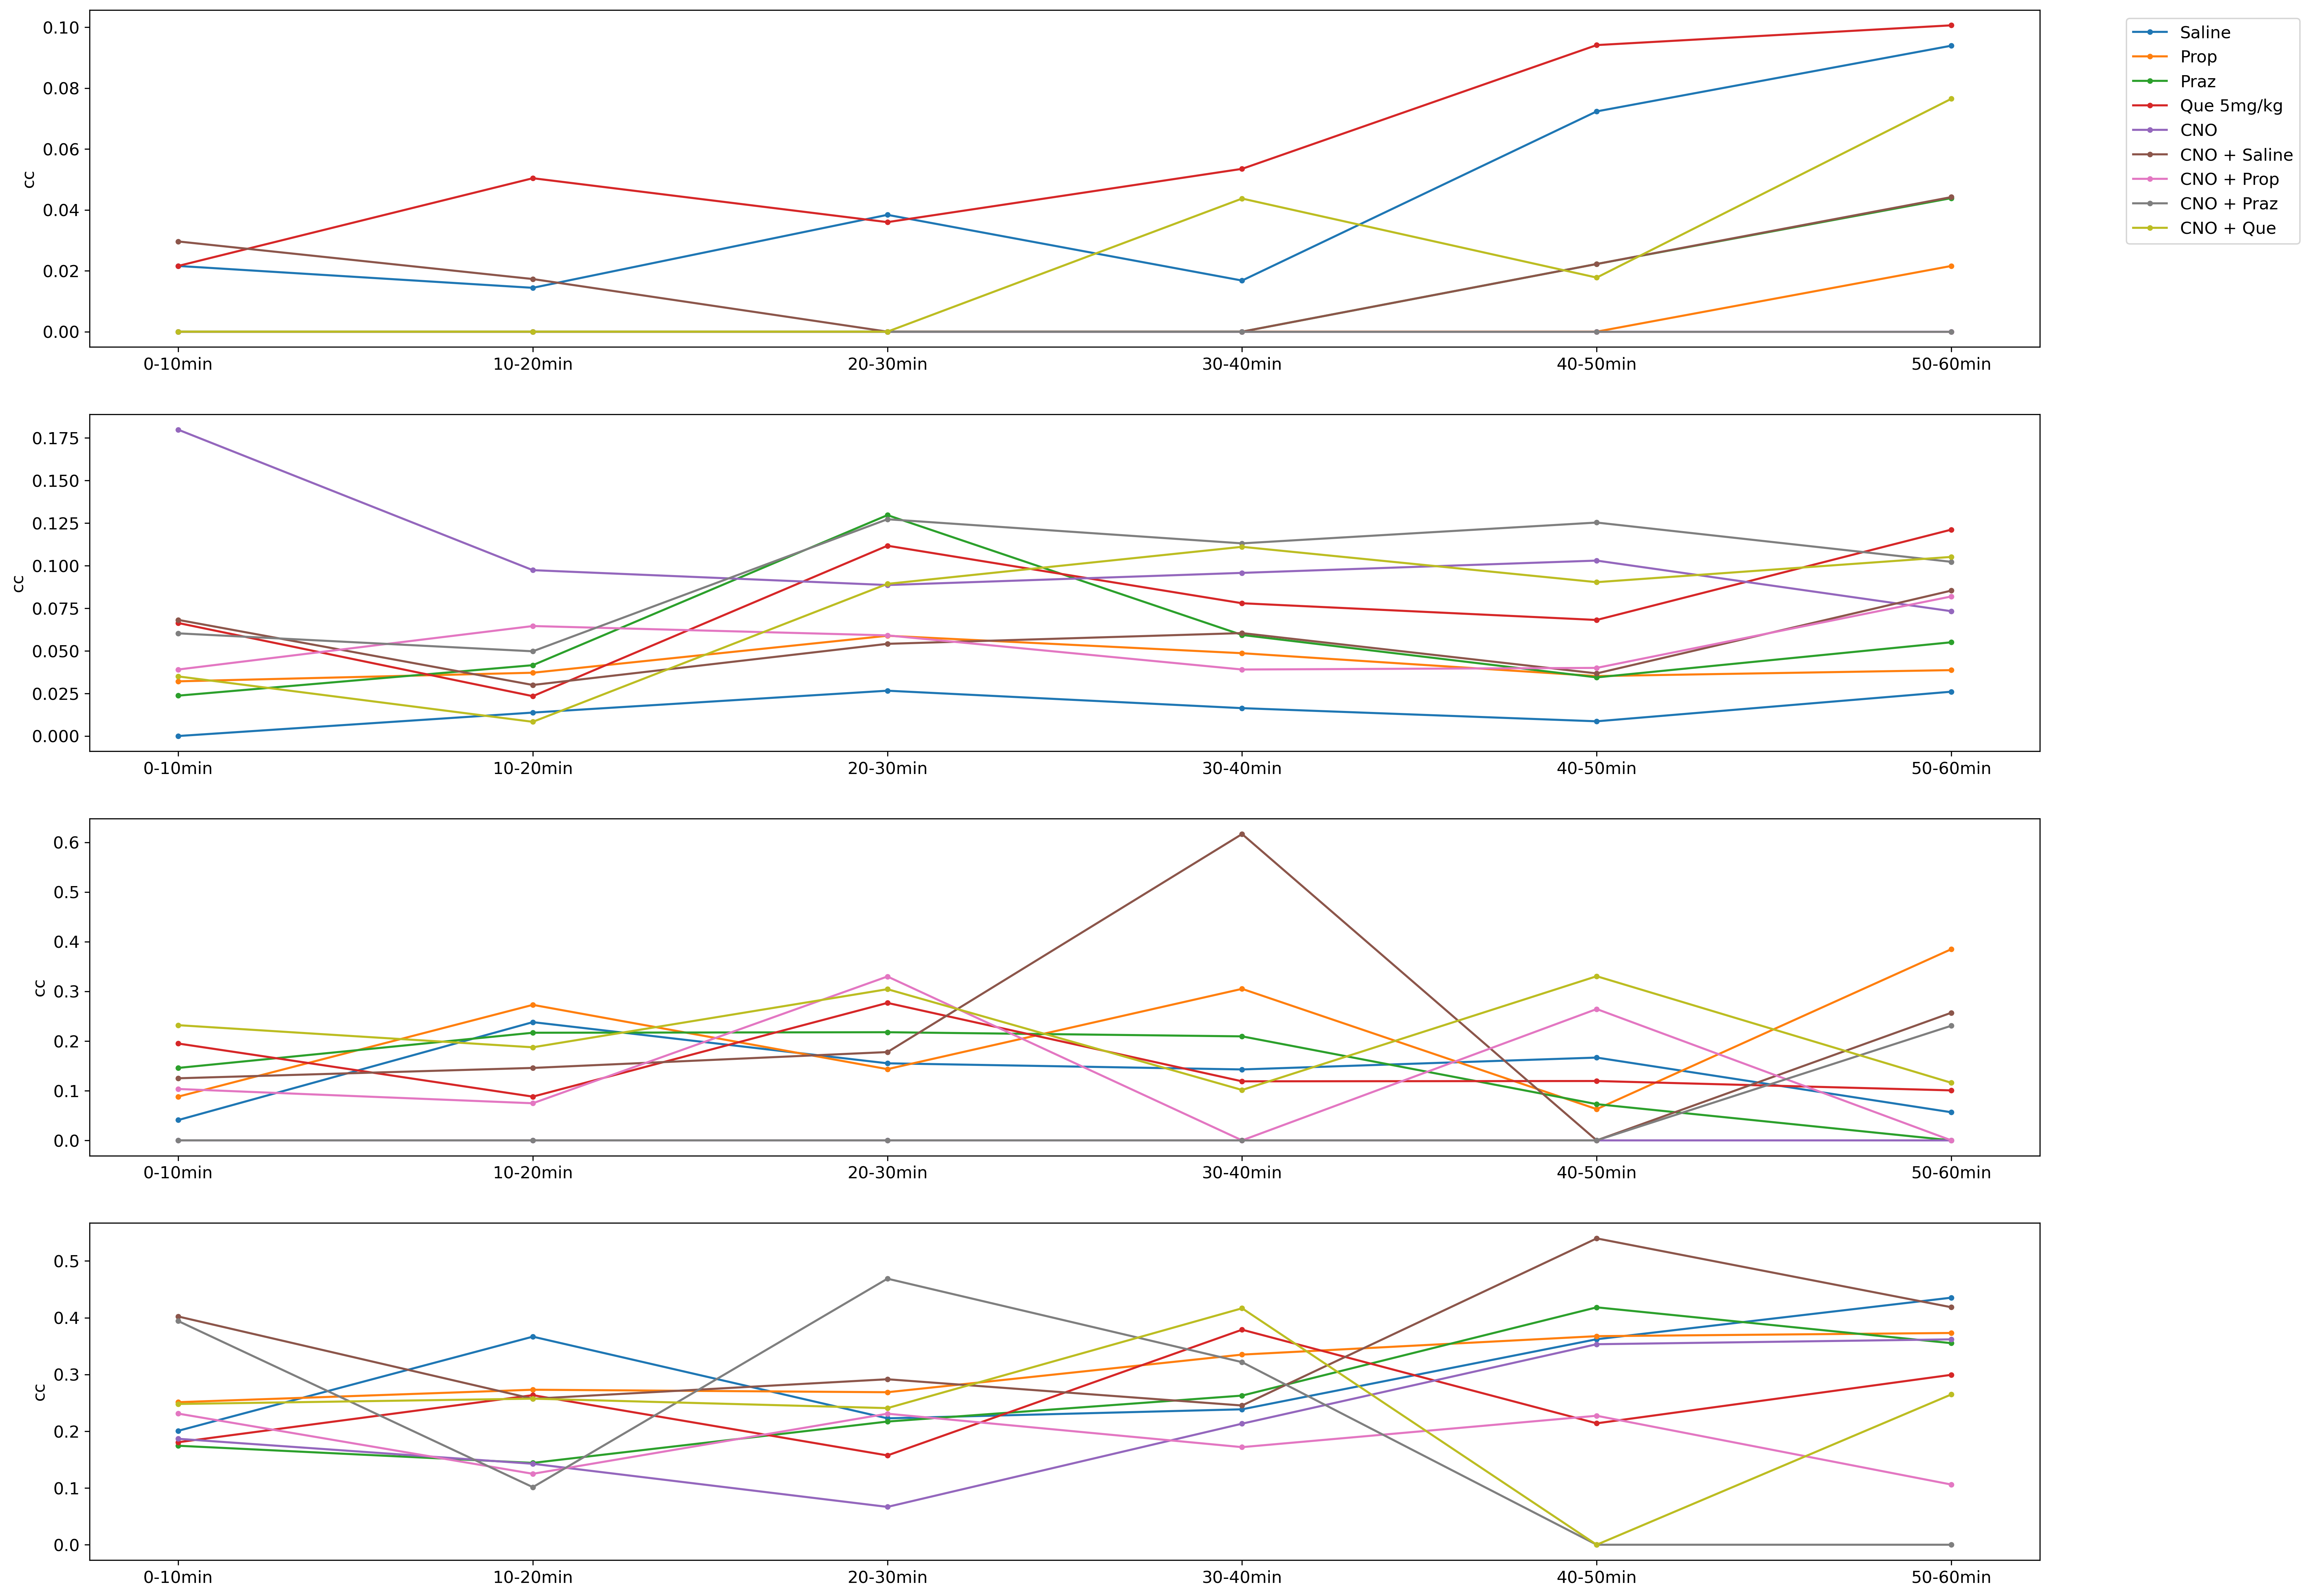 0.10
0.08
0.06
0.04
0.02
0.00
cc
0-10min 10-20min 20-30min 30-40min 40-50min 50-60min
Saline
Prop
Praz
Que 5mg/kg
CNO
CNO + Saline
CNO + Prop
CNO + Praz
CNO + Que
0.175
0.150
0.125
0.100
0.075
0.050
0.025
0.000
cc
0-10min 10-20min 20-30min 30-40min 40-50min 50-60min
0.6
0.5
0.4
0.3
0.2
0.1
0.0
cc
0-10min 10-20min 20-30min 30-40min 40-50min 50-60min
0.5
0.4
0.3
0.2
0.1
0.0
cc
0-10min 10-20min 20-30min 30-40min 40-50min 50-60min